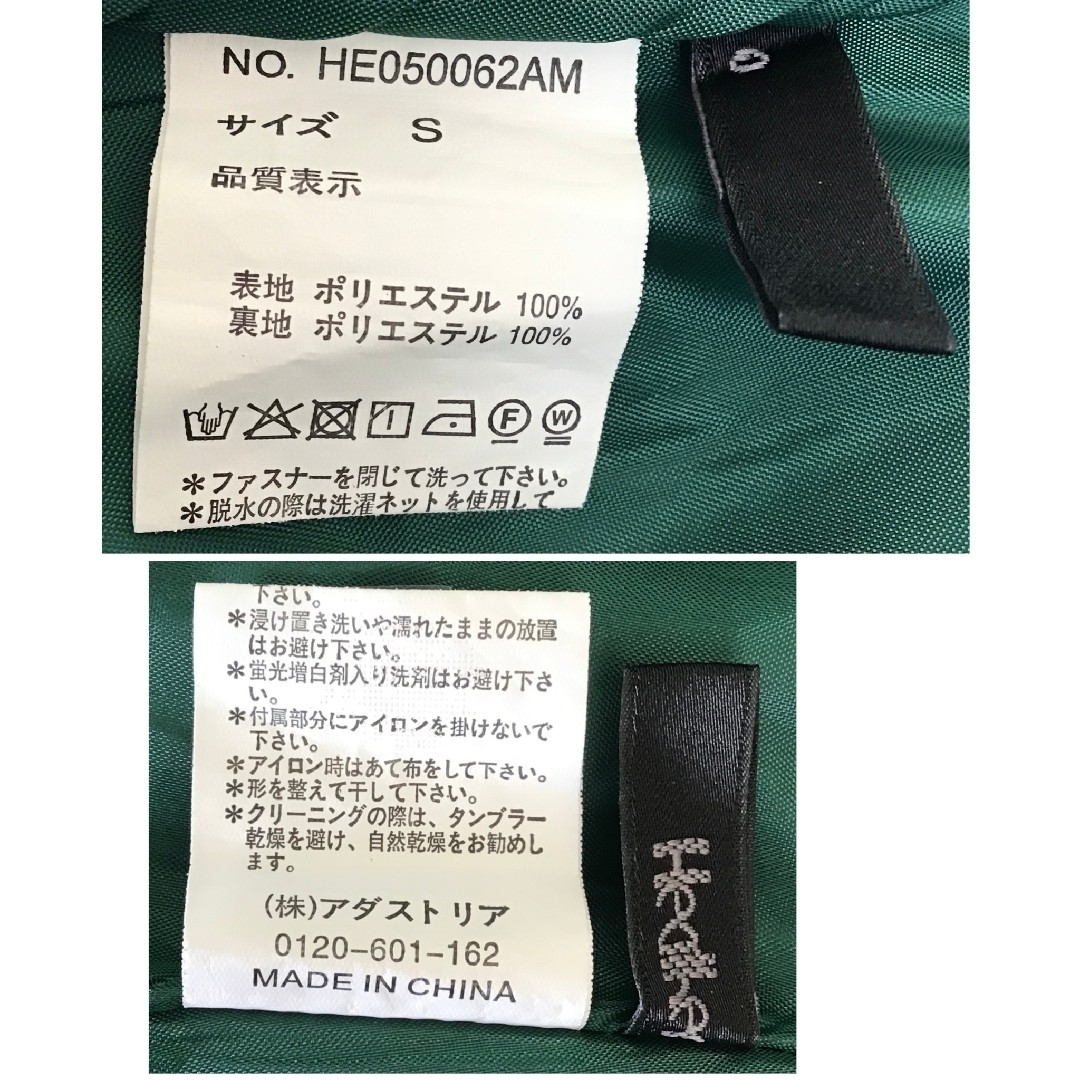 NO. HE050062AM
サイズ S
品質表示
表地 ポリエステル 100%
裏地 ポリエステル 100%
F W
*ファスナーを閉じて洗って下さい。
*脱水の際は洗濯ネットを使用して
下さい。
*浸け置き洗いや濡れたままの放置
はお避け下さい。
*蛍光増白剤入り洗剤はお避け下さ
い。
*付属部分にアイロンを掛けないで
下さい。
*アイロン時はあて布をして下さい。
*形を整えて干して下さい。
*クリーニングの際は、タンブラー
乾燥を避け、自然乾燥をお勧めし
ます。
(株)アダストリア
0120-601-162
MADE IN CHINA